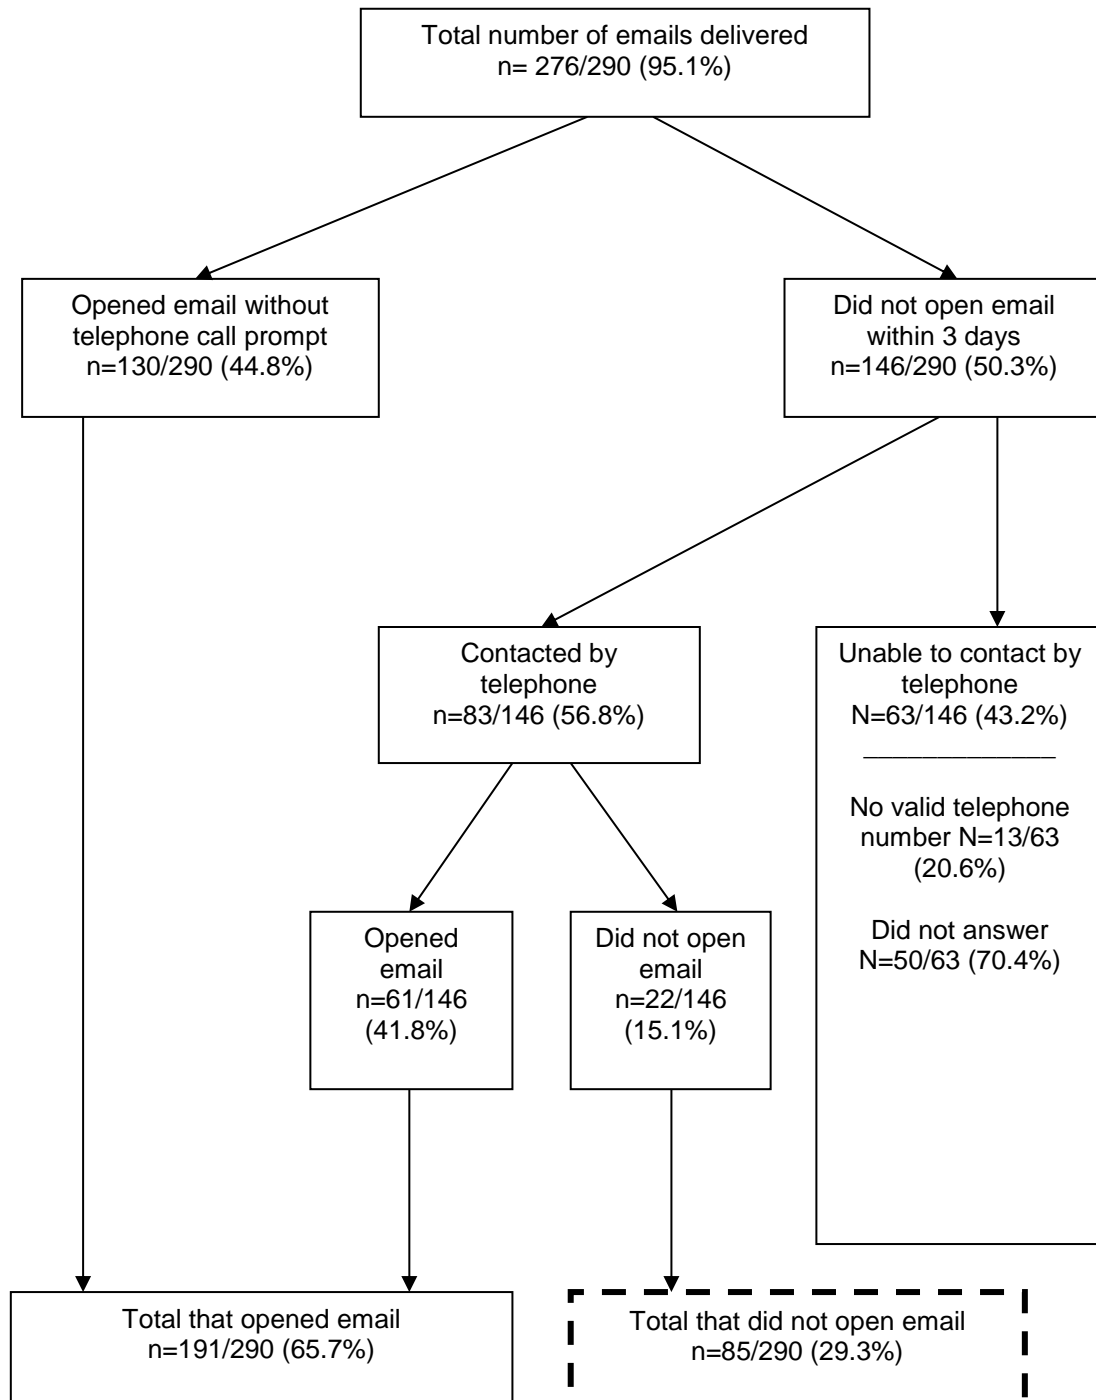 Total number of emails delivered
n= 276/290 (95.1%)
Opened email without
telephone call prompt
n=130/290 (44.8%)
Did not open email
within 3 days
n=146/290 (50.3%)
Contacted by
telephone
n=83/146 (56.8%)
Unable to contact by
telephone
N=63/146 (43.2%)
No valid telephone
number N=13/63
(20.6%)
Did not answer
N=50/63 (70.4%)
Opened
email
n=61/146
(41.8%)
Did not open
email
n=22/146
(15.1%)
Total that opened email
n=191/290 (65.7%)
Total that did not open email
n=85/290 (29.3%)